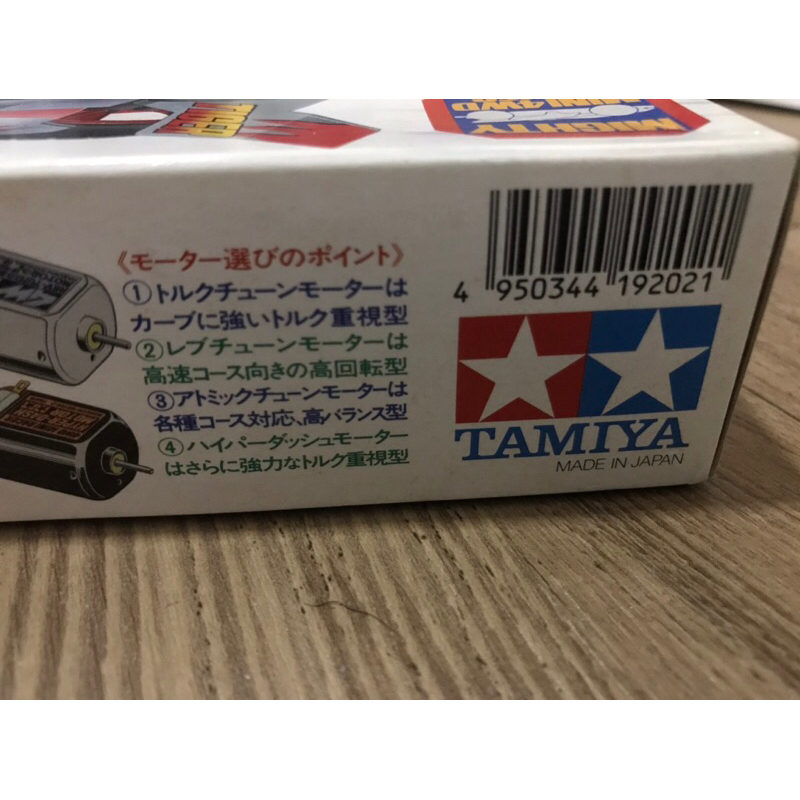 MIGHTY
MINI 4WD
TIGER
《モーター選びのポイント》
①トルクチューンモーターは
カーブに強いトルク重視型
②レブチューンモーターは
高速コース向きの高回転型
③アトミックチューンモーターは
各種コース対応、高バランス型
④ハイパーダッシュモーター
はさらに強力なトルク重視型
4 950344 192021
TAMIYA
MADE IN JAPAN